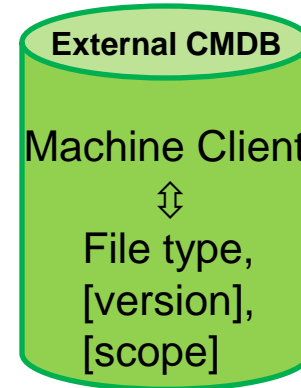 External CMDB
Machine Client
⇕
File type,
[version],
[scope]